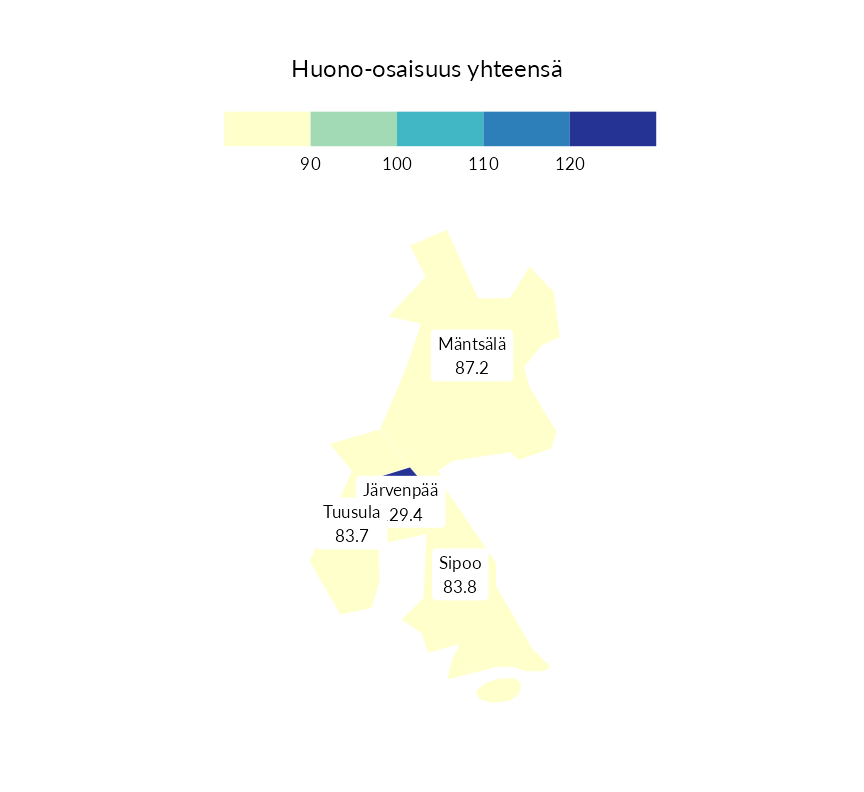 Huono-osaisuus yhteensä
90 100 110 120
Mäntsälä
87.2
Järvenpää
29.4
Tuusula
83.7
Sipoo
83.8